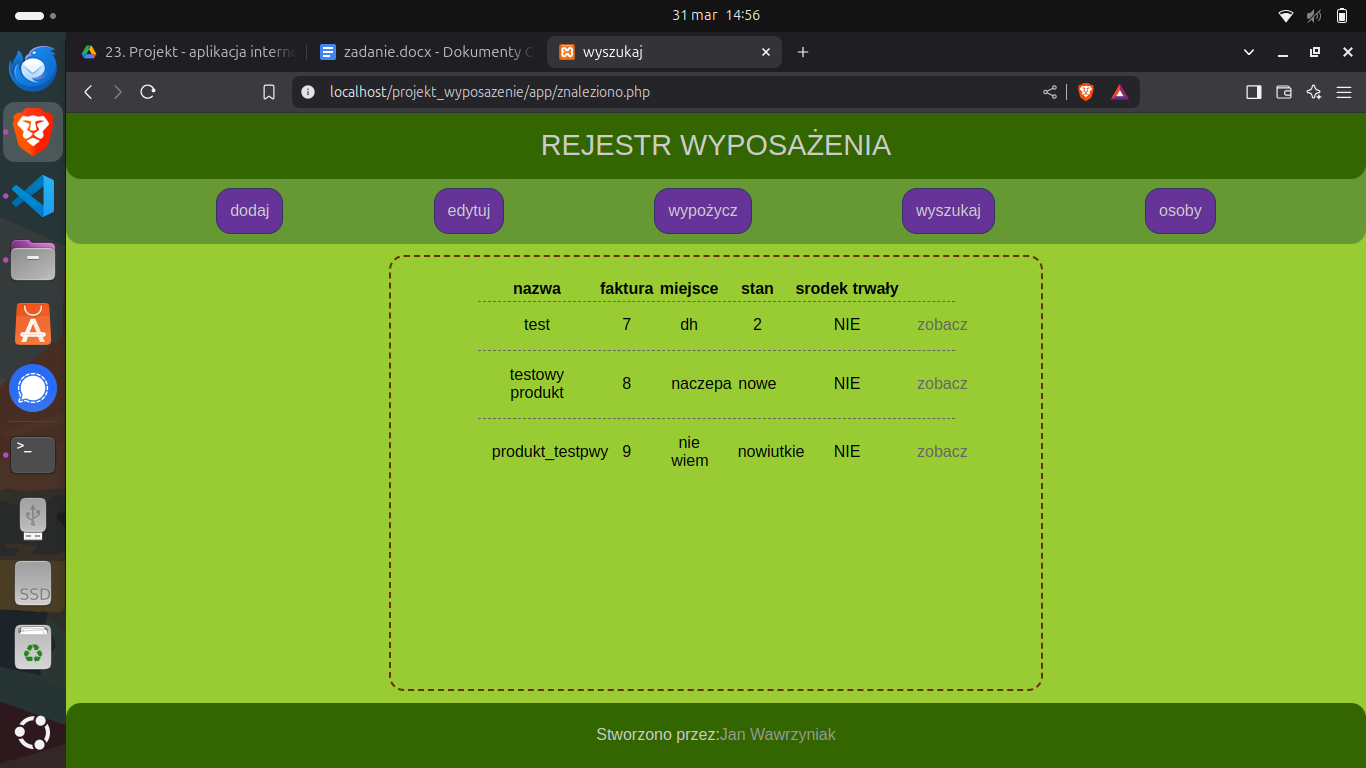 31 mar 14:56
23. Projekt - aplikacja interne
zadanie.docx - Dokumenty G
wyszukaj
localhost/projekt_wyposazenie/app/znaleziono.php
REJESTR WYPOSAŻENIA
dodaj
edytuj
wypożycz
wyszukaj
osoby
nazwa faktura miejsce stan srodek trwały
test 7 dh 2 NIE zobacz
testowy
produkt 8 naczepa nowe NIE zobacz
produkt_testpwy 9 nie
wiem nowiutkie NIE zobacz
SSD
Stworzono przez:Jan Wawrzyniak